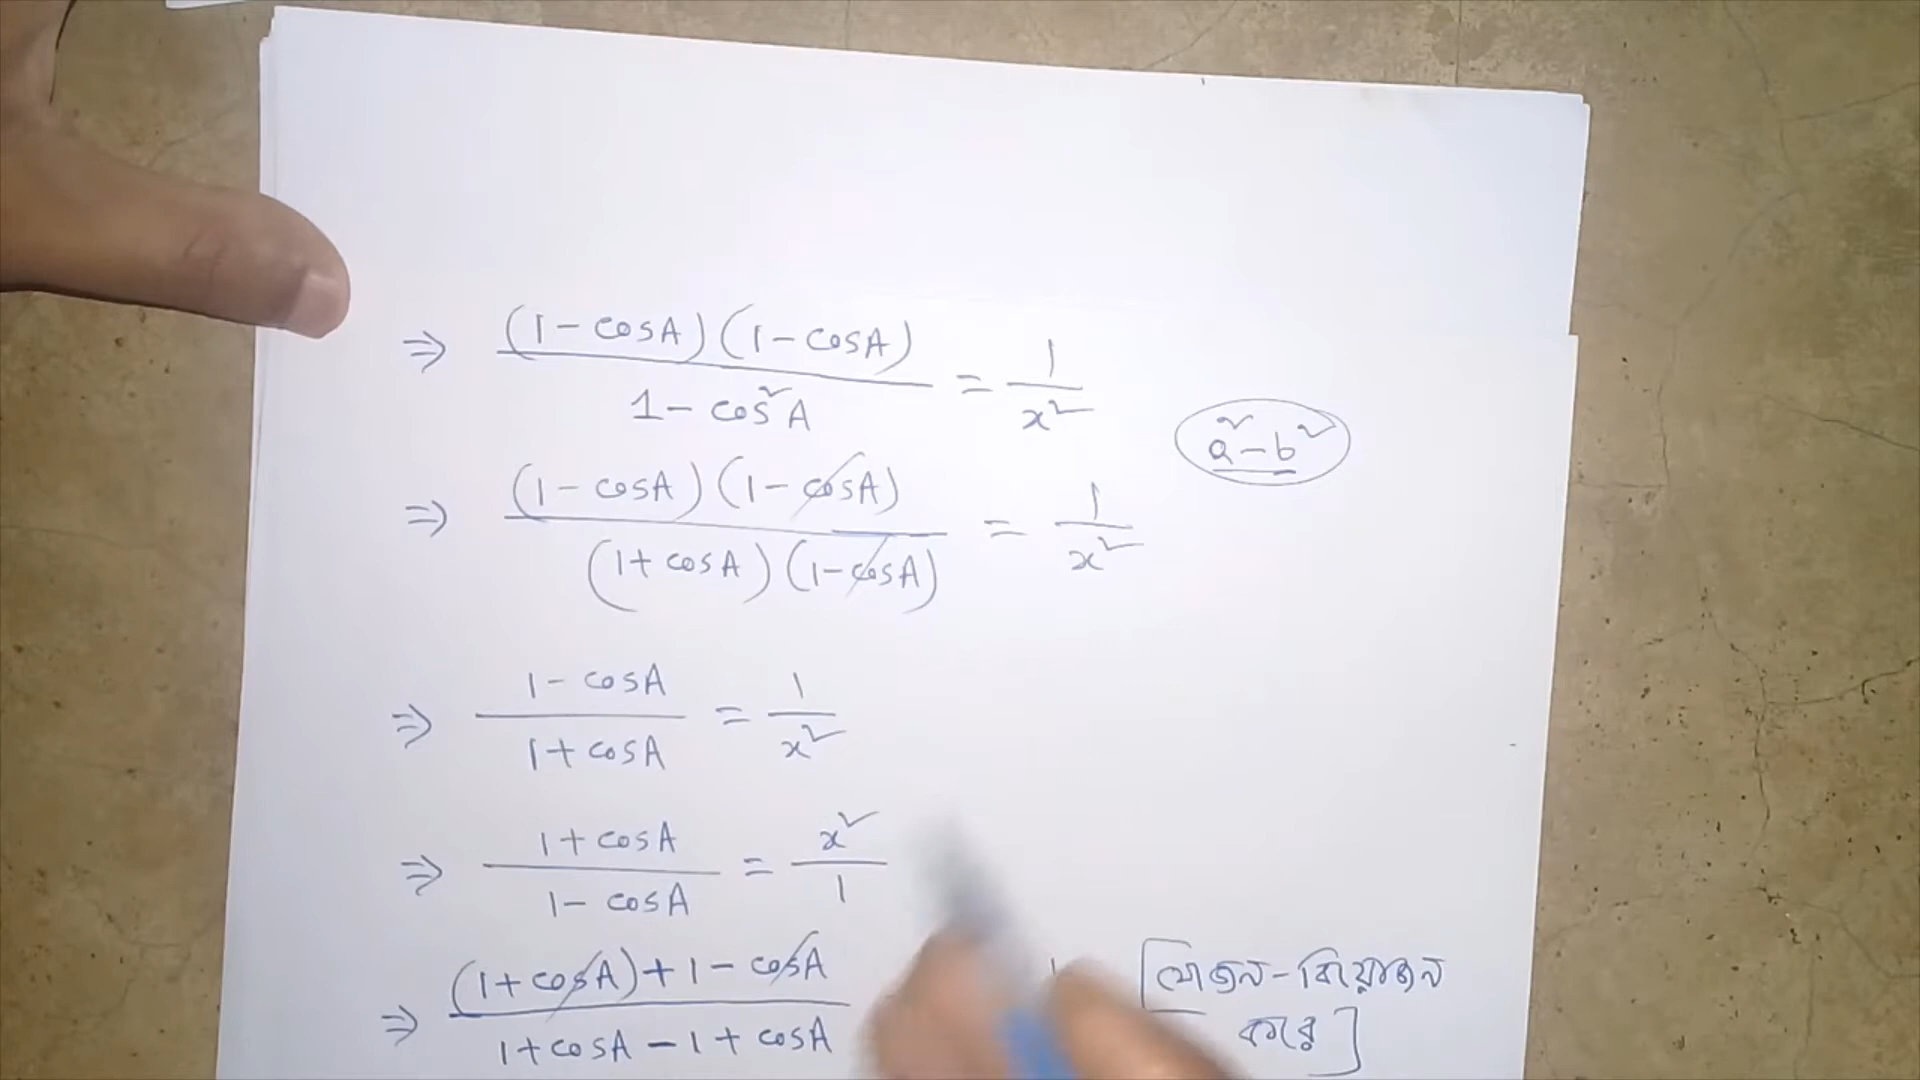 ⇒ (1 - cosA)(1 - cosA) / 1 - cos²A = 1 / x²
a² - b²
⇒ (1 - cosA)(1 - cosA) / (1 + cosA)(1 - cosA) = 1 / x²
⇒ 1 - cosA / 1 + cosA = 1 / x²
⇒ 1 + cosA / 1 - cosA = x² / 1
⇒ (1 + cosA) + 1 - cosA / 1 + cosA - 1 + cosA
[যোজন-বিয়োজন
করে]